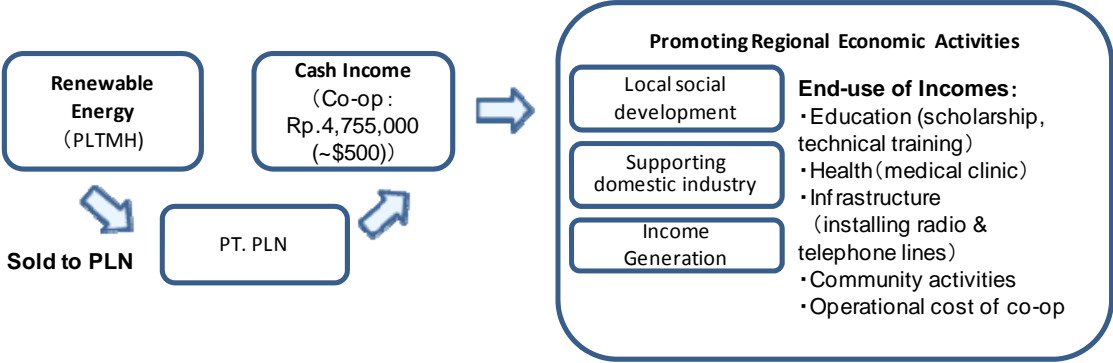 Renewable
Energy
（PLTMH）
Sold to PLN
PT. PLN
Cash Income
（Co-op：
Rp.4,755,000
(~$500)）
Promoting Regional Economic Activities
Local social
development
Supporting
domestic industry
Income
Generation
End-use of Incomes：
・Education (scholarship,
technical training）
・Health（medical clinic）
・Infrastructure
（installing radio &
telephone lines）
・Community activities
・Operational cost of co-op